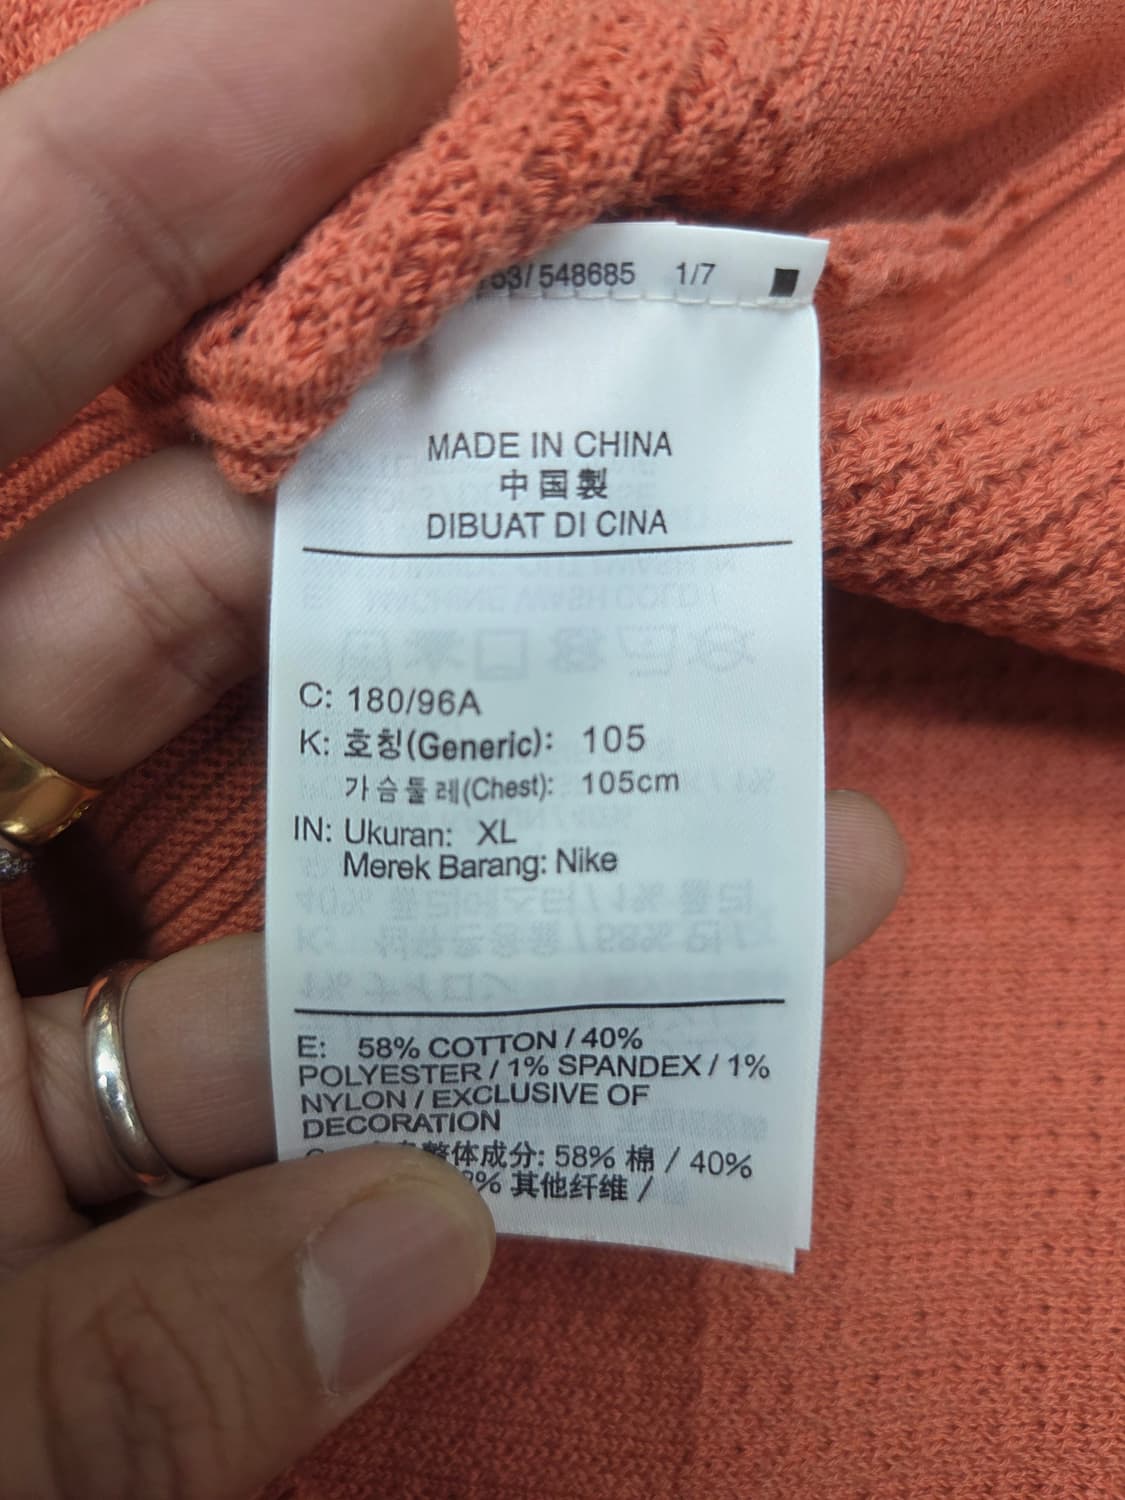 53/548685 1/7
MADE IN CHINA
中国製
DIBUAT DI CINA
C: 180/96A
K: 호칭(Generic): 105
가슴둘레(Chest): 105cm
IN: Ukuran: XL
Merek Barang: Nike
E: 58% COTTON / 40%
POLYESTER / 1% SPANDEX / 1%
NYLON / EXCLUSIVE OF
DECORATION
整体成分: 58% 棉 / 40%
% 其他纤维 /